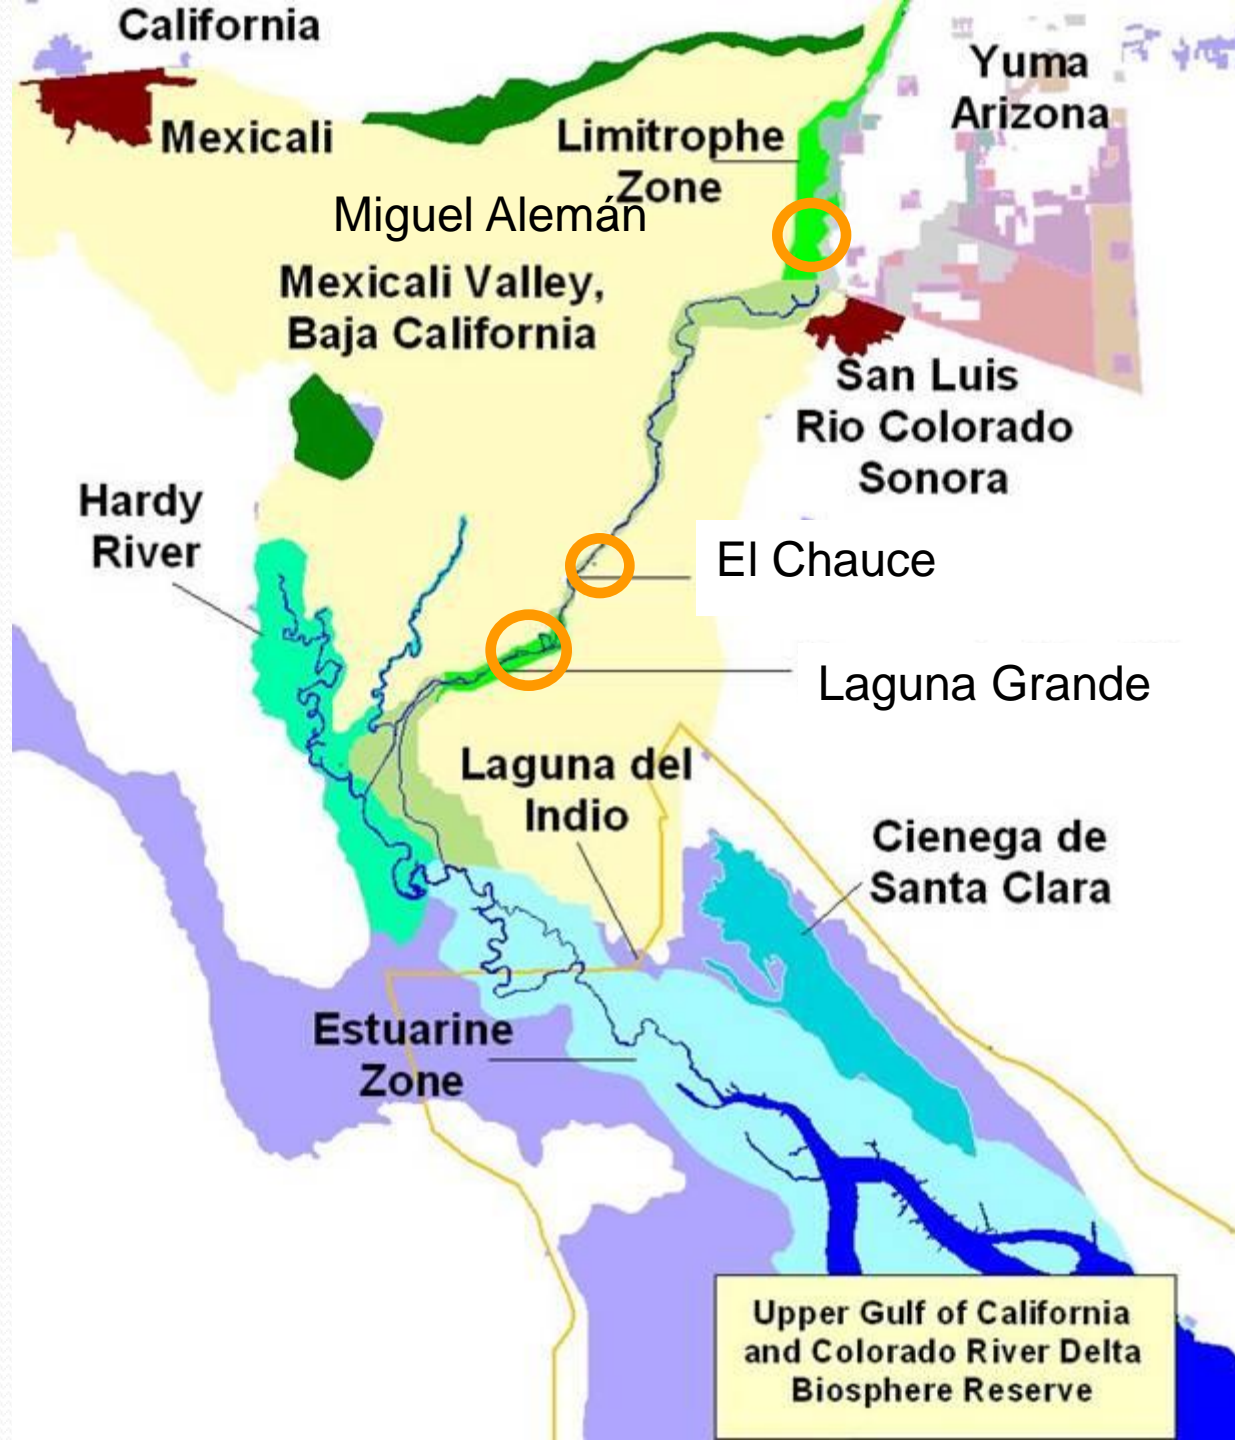 California
Yuma
Arizona
Mexicali
Limitrophe
Zone
Miguel Alemán
Mexicali Valley,
Baja California
San Luis
Rio Colorado
Sonora
Hardy
River
El Chauce
Laguna Grande
Laguna del
Indio
Cienega de
Santa Clara
Estuarine
Zone
Upper Gulf of California
and Colorado River Delta
Biosphere Reserve